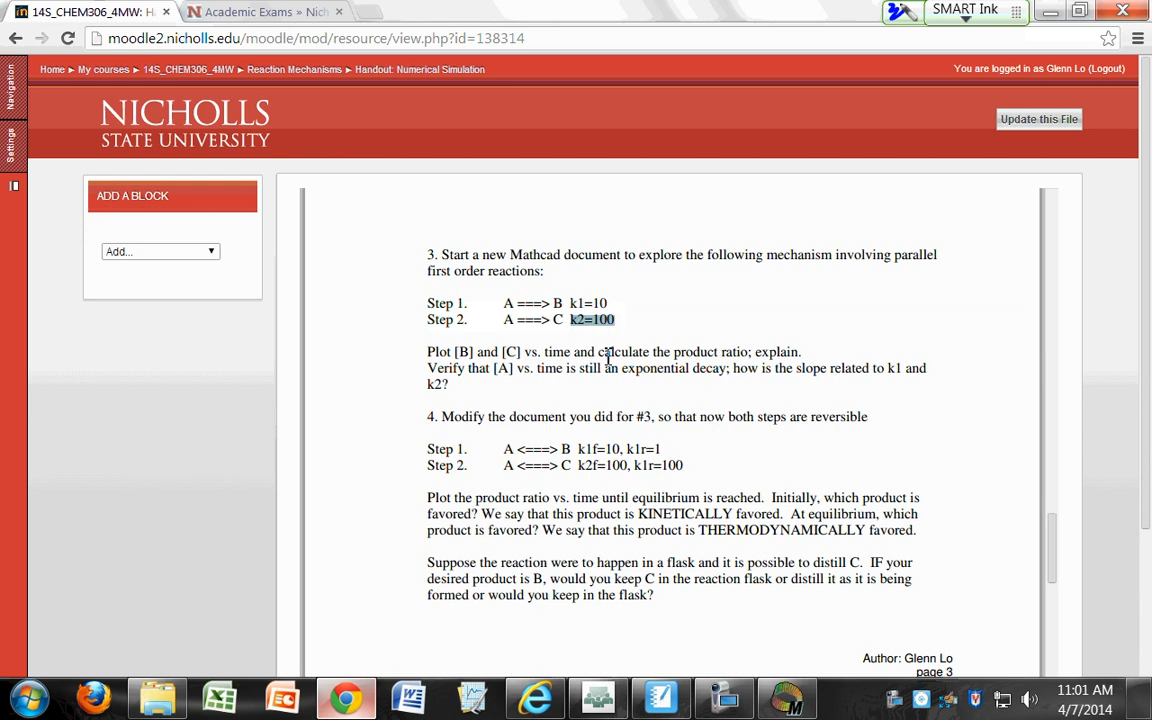 14S_CHEM306_4MW: H
Academic Exams » Nich
SMART Ink
moodle2.nicholls.edu/moodle/mod/resource/view.php?id=138314
Navigation
Settings
Home ► My courses ► 14S_CHEM306_4MW ► Reaction Mechanisms ► Handout: Numerical Simulation
You are logged in as Glenn Lo (Logout)
NICHOLLS
STATE UNIVERSITY
Update this File
ADD A BLOCK
Add...
3. Start a new Mathcad document to explore the following mechanism involving parallel
first order reactions:
Step 1. A ===> B k1=10
Step 2. A ===> C k2=100
Plot [B] and [C] vs. time and calculate the product ratio; explain.
Verify that [A] vs. time is still an exponential decay; how is the slope related to k1 and
k2?
4. Modify the document you did for #3, so that now both steps are reversible
Step 1. A <===> B k1f=10, k1r=1
Step 2. A <===> C k2f=100, k1r=100
Plot the product ratio vs. time until equilibrium is reached. Initially, which product is
favored? We say that this product is KINETICALLY favored. At equilibrium, which
product is favored? We say that this product is THERMODYNAMICALLY favored.
Suppose the reaction were to happen in a flask and it is possible to distill C. IF your
desired product is B, would you keep C in the reaction flask or distill it as it is being
formed or would you keep in the flask?
Author: Glenn Lo
page 3
11:01 AM
4/7/2014